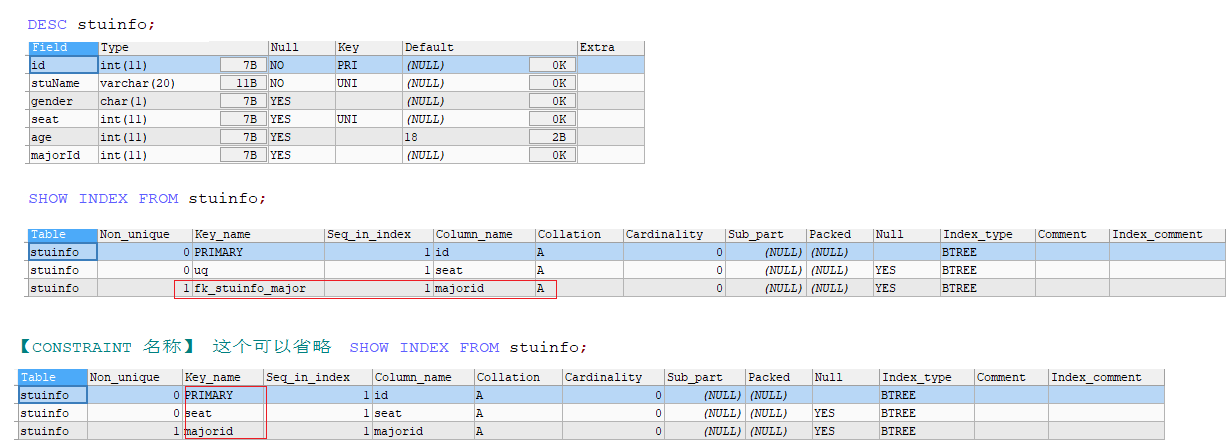 DESC stuinfo;
Field Type Null Key Default Extra
id int(11) 7B NO PRI (NULL) 0K
stuName varchar(20) 11B NO UNI (NULL) 0K
gender char(1) 7B YES (NULL) 0K
seat int(11) 7B YES UNI (NULL) 0K
age int(11) 7B YES 18 2B
majorId int(11) 7B YES (NULL) 0K
SHOW INDEX FROM stuinfo;
Table Non_unique Key_name Seq_in_index Column_name Collation Cardinality Sub_part Packed Null Index_type Comment Index_comment
stuinfo 0 PRIMARY 1 id A 0 (NULL) (NULL) BTREE
stuinfo 0 uq 1 seat A 0 (NULL) (NULL) YES BTREE
stuinfo 1 fk_stuinfo_major 1 majorid A 0 (NULL) (NULL) YES BTREE
【CONSTRAINT 名称】 这个可以省略 SHOW INDEX FROM stuinfo;
Table Non_unique Key_name Seq_in_index Column_name Collation Cardinality Sub_part Packed Null Index_type Comment Index_comment
stuinfo 0 PRIMARY 1 id A 0 (NULL) (NULL) BTREE
stuinfo 0 seat 1 seat A 0 (NULL) (NULL) YES BTREE
stuinfo 1 majorid 1 majorid A 0 (NULL) (NULL) YES BTREE